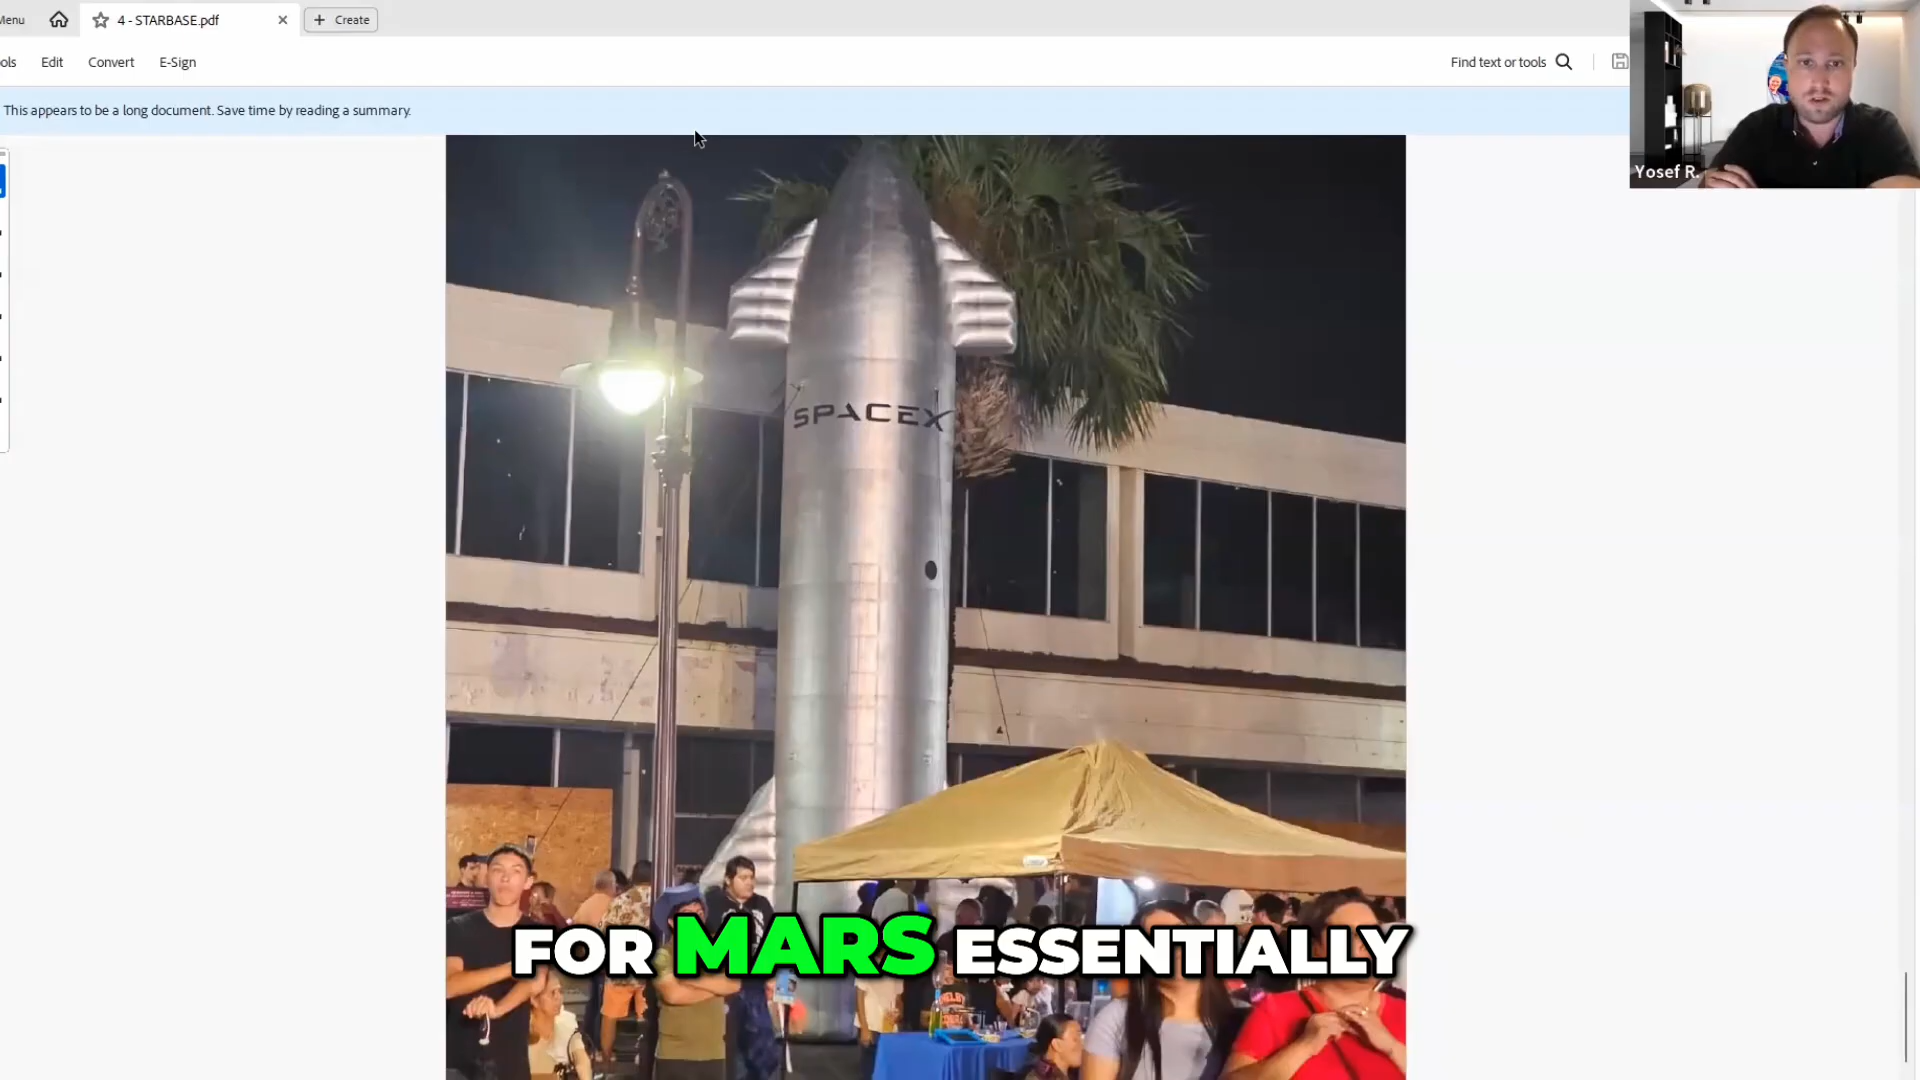 Menu
4 - STARBASE.pdf
Create
Edit
Convert
E-Sign
Find text or tools
This appears to be a long document. Save time by reading a summary.
Yosef R.
SPACEX
FOR MARS ESSENTIALLY